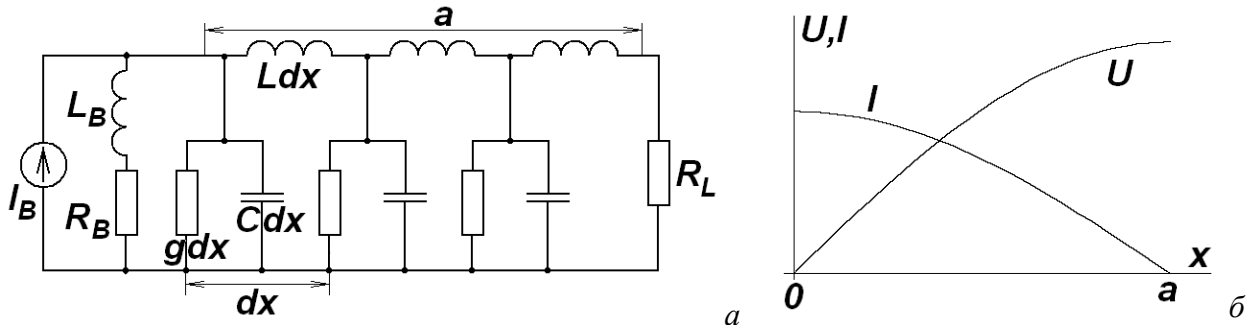 a
Ldx
L_B
I_B
R_B
gdx
Cdx
R_L
dx
а
U,I
I
U
0
a
x
б